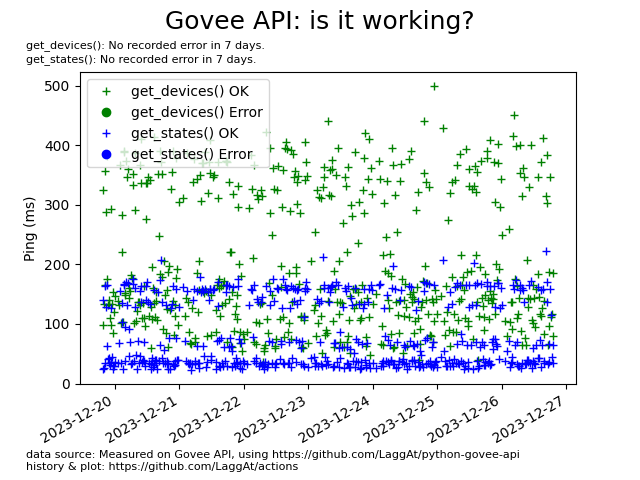 Govee API: is it working?
get_devices(): No recorded error in 7 days.
get_states(): No recorded error in 7 days.
get_devices() OK
get_devices() Error
get_states() OK
get_states() Error
Ping (ms)
500
400
300
200
100
0
2023-12-20
2023-12-21
2023-12-22
2023-12-23
2023-12-24
2023-12-25
2023-12-26
2023-12-27
data source: Measured on Govee API, using https://github.com/LaggAt/python-govee-api
history & plot: https://github.com/LaggAt/actions